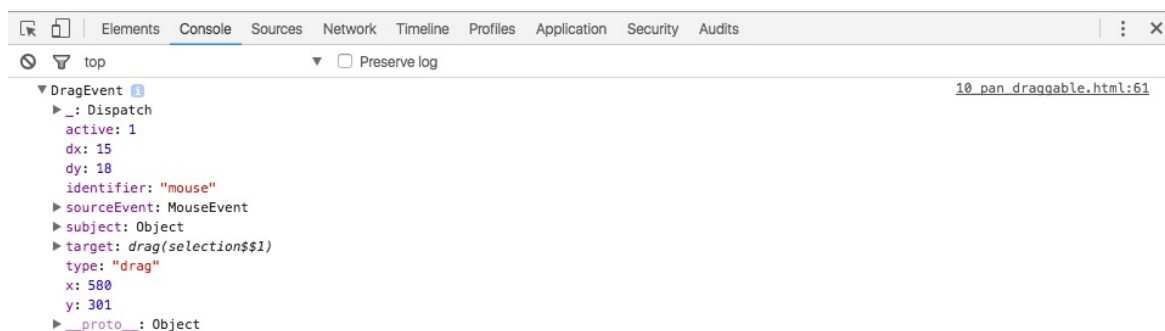 Elements Console Sources Network Timeline Profiles Application Security Audits
top Preserve log
DragEvent i 10_pan_draggable.html:61
_: Dispatch
active: 1
dx: 15
dy: 18
identifier: "mouse"
sourceEvent: MouseEvent
subject: Object
target: drag(selection$$1)
type: "drag"
x: 580
y: 301
__proto__: Object